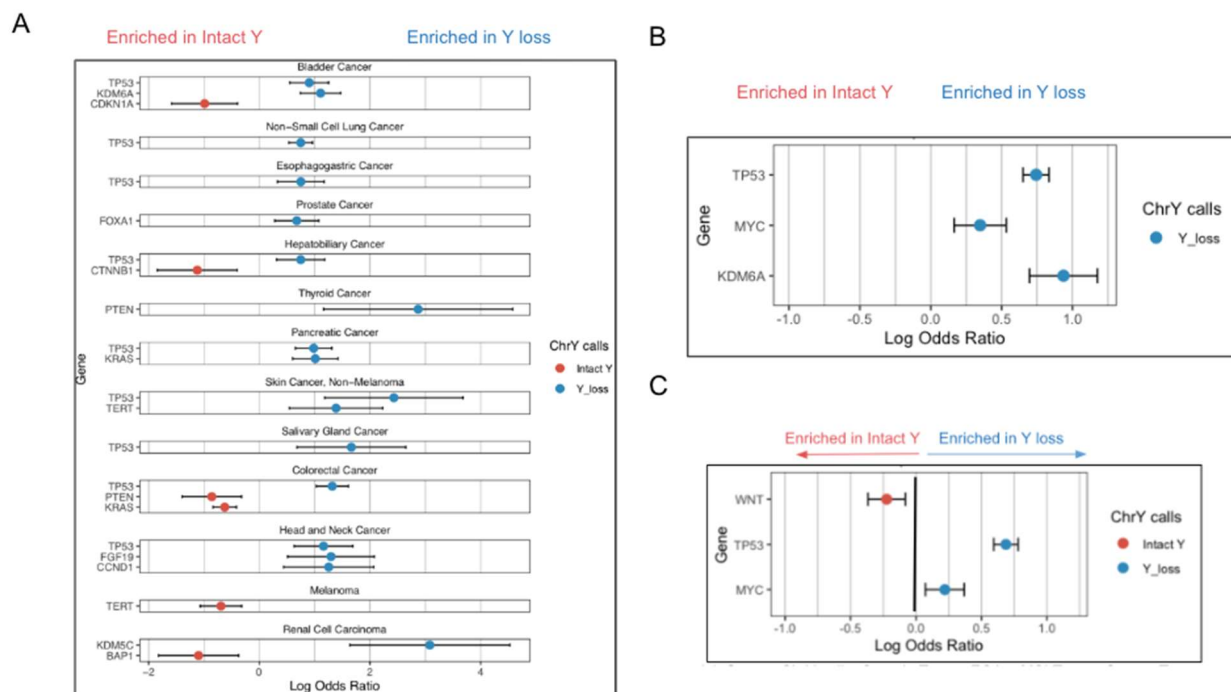 A
Enriched in Intact Y Enriched in Y loss
Bladder Cancer
TP53
KDM6A
CDKN1A
Non-Small Cell Lung Cancer
TP53
Esophagogastric Cancer
TP53
Prostate Cancer
FOXA1
Hepatobiliary Cancer
TP53
CTNNB1
Thyroid Cancer
PTEN
Pancreatic Cancer
TP53
KRAS
Skin Cancer, Non-Melanoma
TP53
TERT
Salivary Gland Cancer
TP53
Colorectal Cancer
TP53
PTEN
KRAS
Head and Neck Cancer
TP53
FGF19
CCND1
Melanoma
TERT
Renal Cell Carcinoma
KDM5C
BAP1
-2 0 2 4
Log Odds Ratio
Gene
ChrY calls
Intact Y
Y_loss
B
Enriched in Intact Y Enriched in Y loss
TP53
MYC
KDM6A
Gene
-1.0 -0.5 0.0 0.5 1.0
Log Odds Ratio
ChrY calls
Y_loss
C
Enriched in Intact Y Enriched in Y loss
WNT
TP53
MYC
Gene
-1.0 -0.5 0.0 0.5 1.0
Log Odds Ratio
ChrY calls
Intact Y
Y_loss